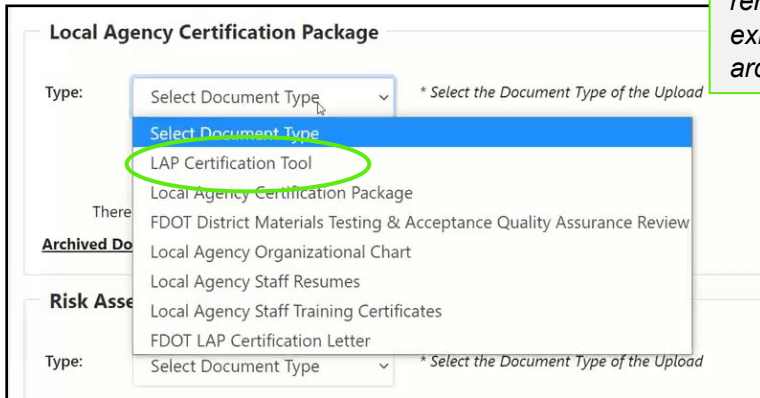 Local Agency Certification Package
Type:
Select Document Type
* Select the Document Type of the Upload
Select Document Type
LAP Certification Tool
Local Agency Certification Package
There
FDOT District Materials Testing & Acceptance Quality Assurance Review
Archived Do
Local Agency Organizational Chart
Local Agency Staff Resumes
Risk Asse
Local Agency Staff Training Certificates
FDOT LAP Certification Letter
Type:
Select Document Type
* Select the Document Type of the Upload